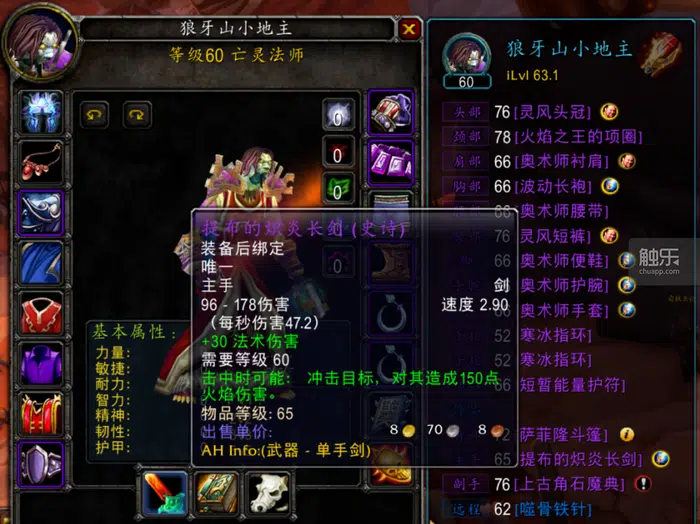 狼牙山小地主
等级60 亡灵法师
0
0
0
0
基本属性：
力量：
敏捷：
耐力：
智力：
精神：
韧性：
护甲：
提布的炽炎长剑 (史诗)
装备后绑定
唯一
主手
剑
96 - 178伤害
速度 2.90
（每秒伤害47.2）
+30 法术伤害
需要等级 60
击中时可能： 冲击目标，对其造成150点
火焰伤害。
物品等级: 65
出售单价:
8 70 8
AH Info:(武器 - 单手剑)
狼牙山小地主
iLvl 63.1
60
头部 76 [灵风头冠]
颈部 78 [火焰之王的项圈]
肩部 66 [奥术师衬肩]
胸部 66 [波动长袍]
奥术师腰带]
灵风短裤]
奥术师便鞋]
奥术师护腕]
奥术师手套]
52 寒冰指环]
52 寒冰指环]
66 短暂能量护符]
萨菲隆斗篷]
65 提布的炽炎长剑]
副手 76 [上古角石魔典]
远程 62 [噬骨铁针]
触乐
chuapp.com